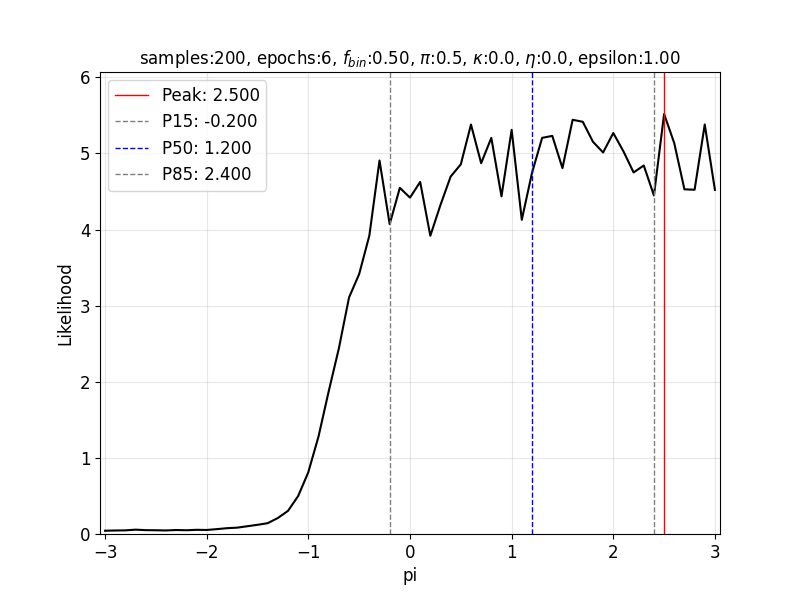 samples:200, epochs:6, f_bin:0.50, π:0.5, κ:0.0, η:0.0, epsilon:1.00
Peak: 2.500
P15: -0.200
P50: 1.200
P85: 2.400
6
5
4
3
2
1
0
Likelihood
−3 −2 −1 0 1 2 3
pi